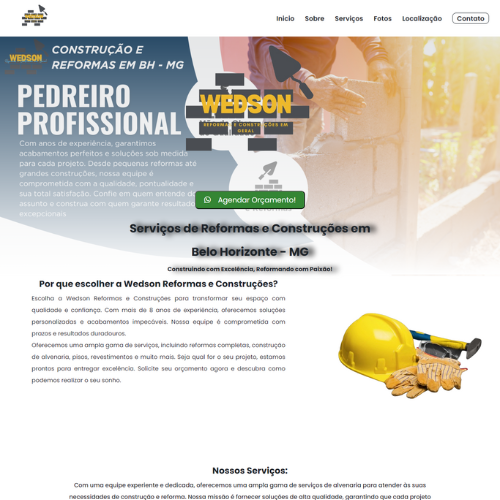 Início Sobre Serviços Fotos Localização Contato
WEDSON
CONSTRUÇÃO E
REFORMAS EM BH - MG
PEDREIRO
PROFISSIONAL
WEDSON
REFORMAS E CONSTRUÇÕES EM
GERAL
Com anos de experiência, garantimos
acabamentos perfeitos e soluções sob medida
para cada projeto. Desde pequenas reformas até
grandes construções, nossa equipe é
comprometida com a qualidade, pontualidade e
sua total satisfação. Confie em quem entende do
assunto e construa com quem garante resultados
excepcionais
Agendar Orçamento!
Serviços de Reformas e Construções em
Belo Horizonte - MG
Construindo com Excelência, Reformando com Paixão!
Por que escolher a Wedson Reformas e Construções?
Escolha a Wedson Reformas e Construções para transformar seu espaço com
qualidade e confiança. Com mais de 8 anos de experiência, oferecemos soluções
personalizadas e acabamentos impecáveis. Nossa equipe é comprometida com
prazos e resultados duradouros.
Oferecemos uma ampla gama de serviços, incluindo reformas completas, construção
de alvenaria, pisos, revestimentos e muito mais. Seja qual for o seu projeto, estamos
prontos para entregar excelência. Solicite seu orçamento agora e descubra como
podemos realizar o seu sonho.
Nossos Serviços:
Com uma equipe experiente e dedicada, oferecemos uma ampla gama de serviços de alvenaria para atender às suas
necessidades de construção e reforma. Nossa missão é fornecer soluções de alta qualidade, garantindo que cada projeto